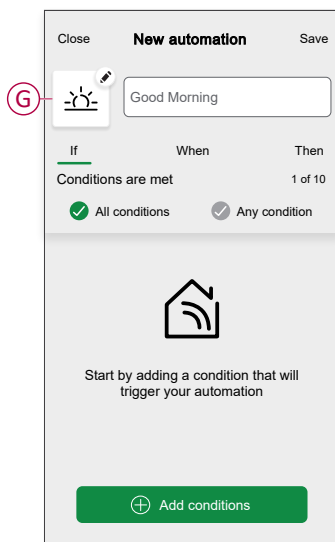 Close New automation Save
G
Good Morning
If When Then
Conditions are met 1 of 10
All conditions Any condition
Start by adding a condition that will
trigger your automation
Add conditions